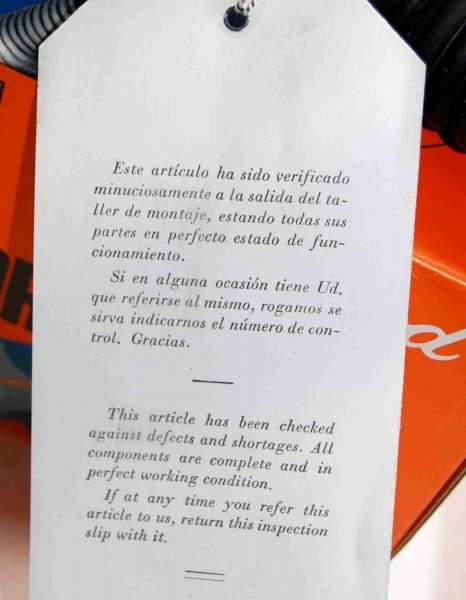 Este artículo ha sido verificado
minuciosamente a la salida del ta-
ller de montaje, estando todas sus
partes en perfecto estado de fun-
cionamiento.
Si en alguna ocasión tiene Ud.
que referirse al mismo, rogamos se
sirva indicarnos el número de con-
trol. Gracias.
This article has been checked
against defects and shortages. All
components are complete and in
perfect working condition.
If at any time you refer this
article to us, return this inspection
slip with it.